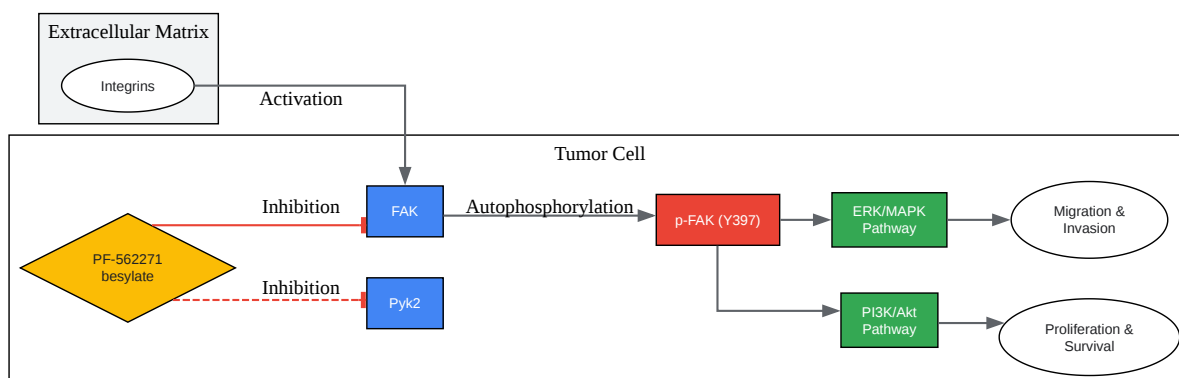 Extracellular Matrix
Integrins
Activation
Tumor Cell
Inhibition
FAK
Autophosphorylation
p-FAK (Y397)
ERK/MAPK
Pathway
Migration &
Invasion
PF-562271
besylate
Inhibition
Pyk2
PI3K/Akt
Pathway
Proliferation &
Survival